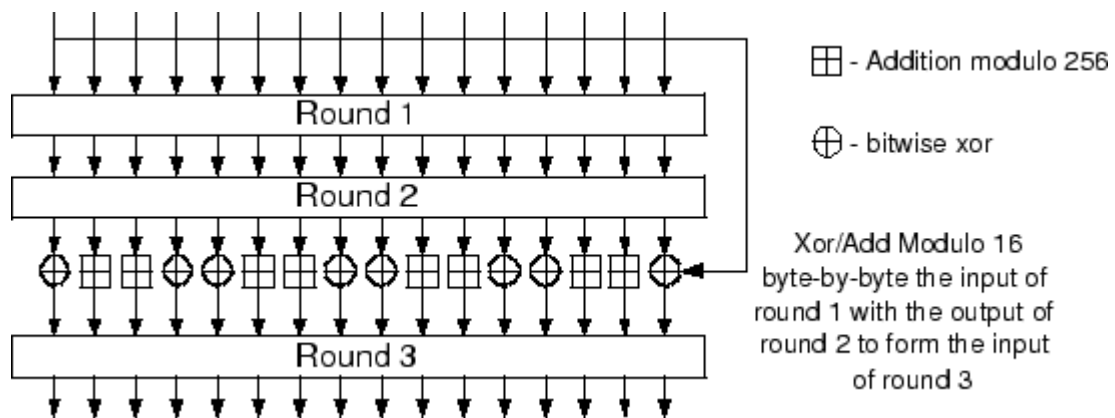 - Addition modulo 256
Round 1
- bitwise xor
Round 2
Xor/Add Modulo 16
byte-by-byte the input of
round 1 with the output of
round 2 to form the input
of round 3
Round 3